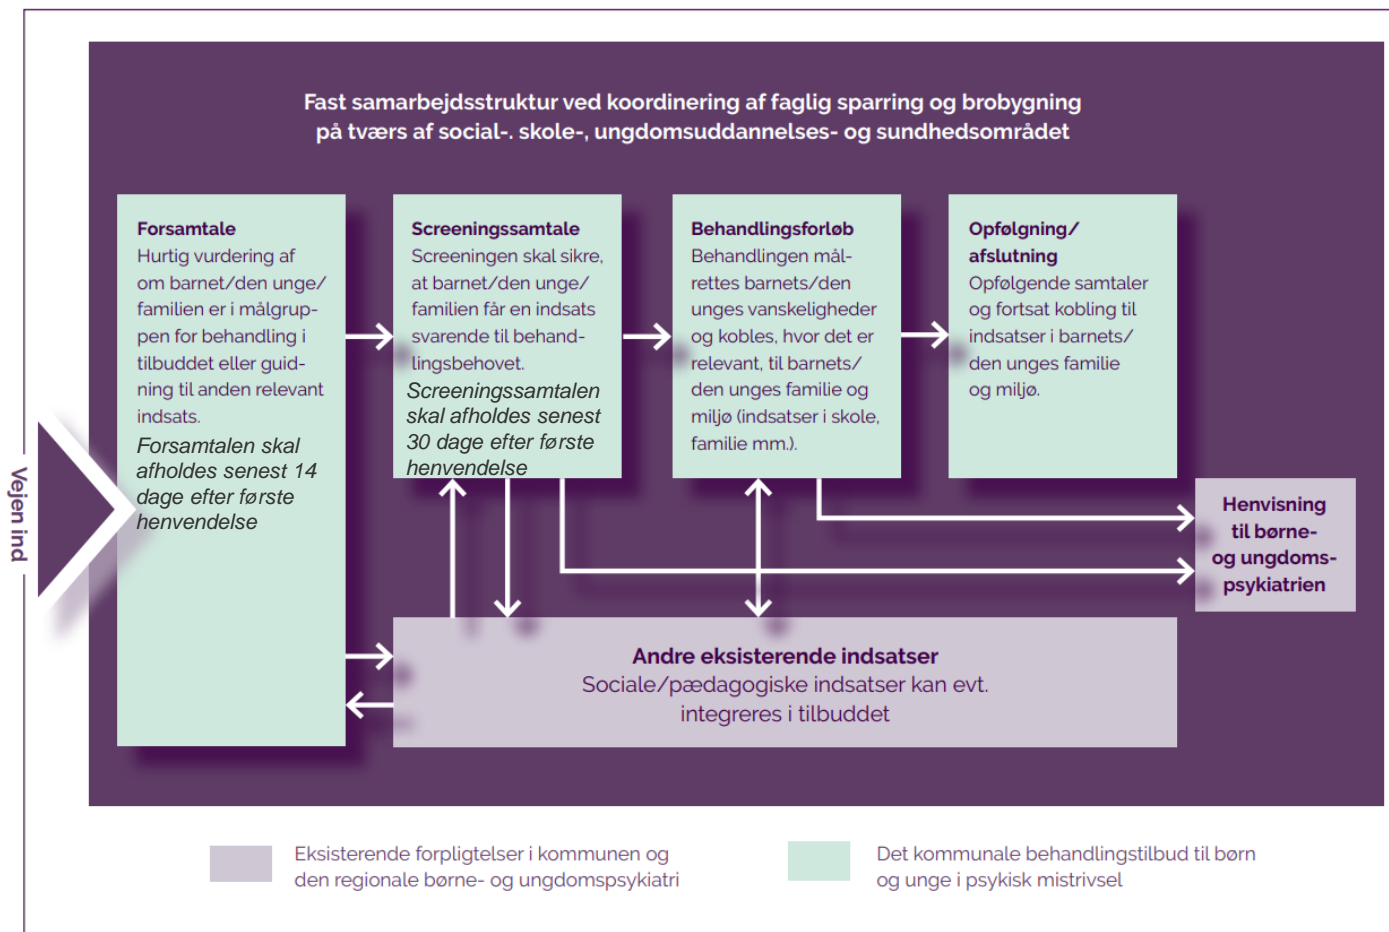 Fast samarbejdsstruktur ved koordinering af faglig sparring og brobygning
på tværs af social-. skole-, ungdomsuddannelses- og sundhedsområdet
Vejen ind
Forsamtale
Hurtig vurdering af
om barnet/den unge/
familien er i målgrup-
pen for behandling i
tilbuddet eller guid-
ning til anden relevant
indsats.
Forsamtalen skal
afholdes senest 14
dage efter første
henvendelse
Screeningssamtale
Screeningen skal sikre,
at barnet/den unge/
familien får en indsats
svarende til behand-
lingsbehovet.
Screeningssamtalen
skal afholdes senest
30 dage efter første
henvendelse
Behandlingsforløb
Behandlingen mål-
rettes barnets/den
unges vanskeligheder
og kobles, hvor det er
relevant, til barnets/
den unges familie og
miljø (indsatser i skole,
familie mm.).
Opfølgning/
afslutning
Opfølgende samtaler
og fortsat kobling til
indsatser i barnets/
den unges familie
og miljø.
Henvisning
til børne-
og ungdoms-
psykiatrien
Andre eksisterende indsatser
Sociale/pædagogiske indsatser kan evt.
integreres i tilbuddet
Eksisterende forpligtelser i kommunen og
den regionale børne- og ungdomspsykiatri
Det kommunale behandlingstilbud til børn
og unge i psykisk mistrivsel